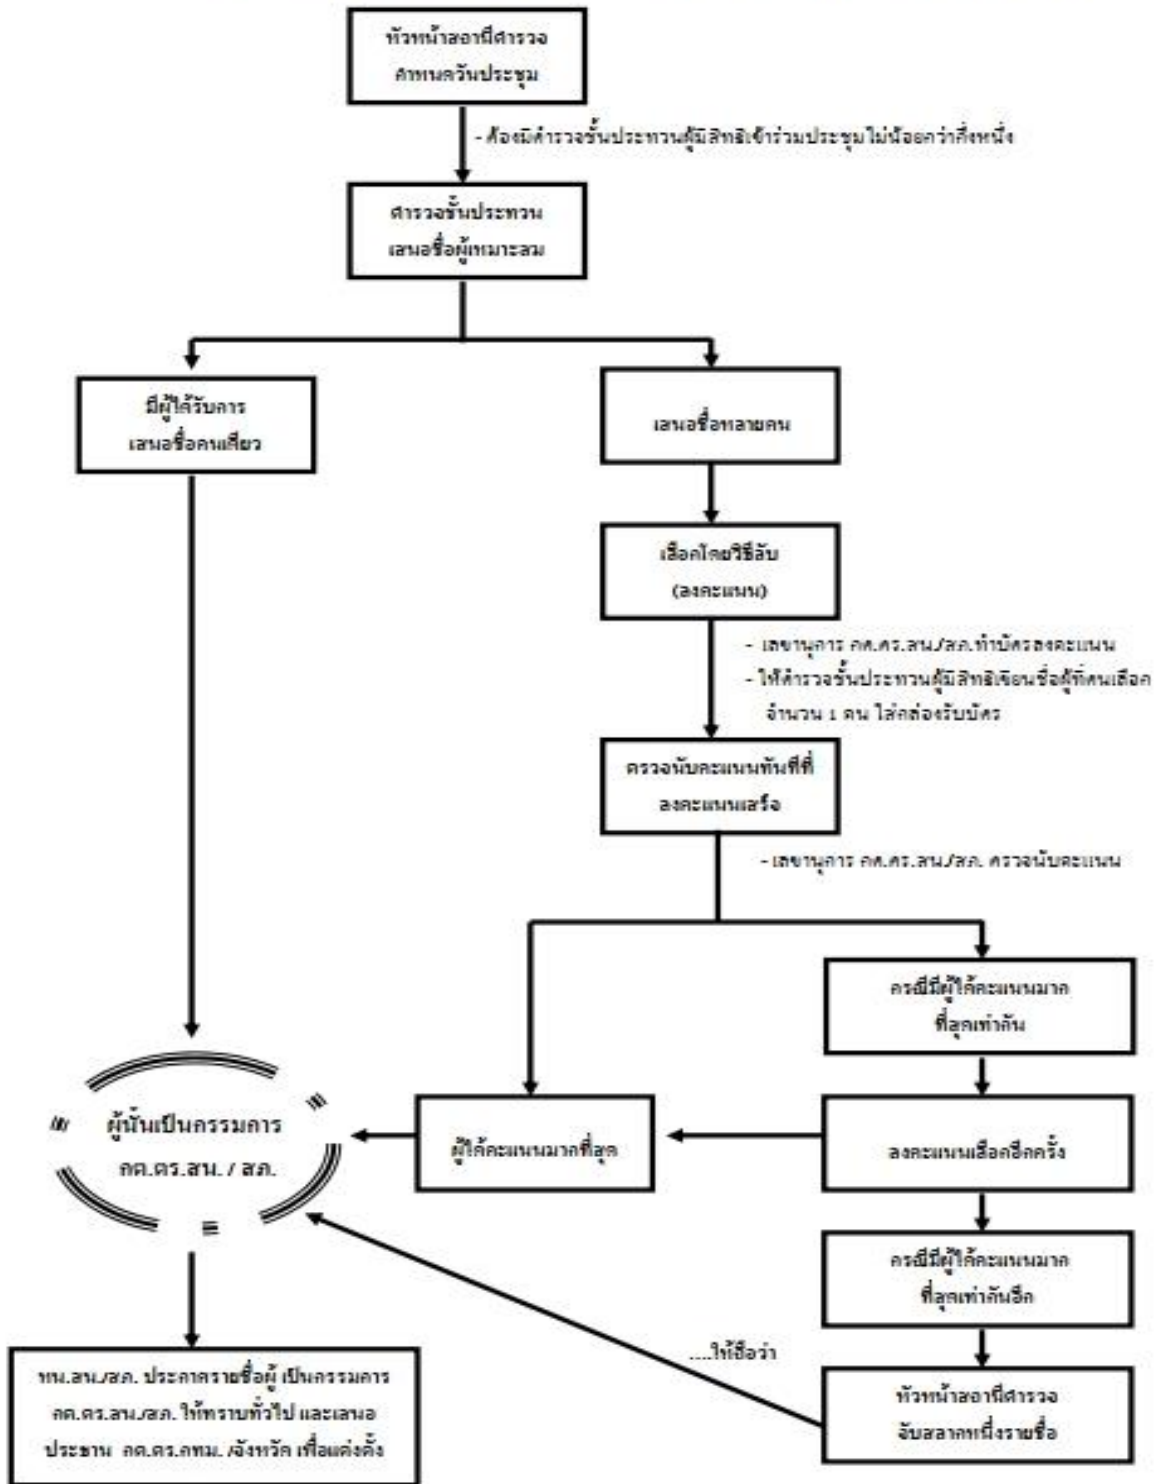 หัวหน้าสถานีตำรวจ
กำหนดวันประชุม
- ต้องมีตำรวจชั้นประทวนผู้มีสิทธิเข้าร่วมประชุมไม่น้อยกว่ากึ่งหนึ่ง
ตำรวจชั้นประทวน
เสนอชื่อผู้เหมาะสม
มีผู้ได้รับการ
เสนอชื่อคนเดียว
เสนอชื่อหลายคน
เลือกโดยวิธีลับ
(ลงคะแนน)
- เลขานุการ กต.ตร.สน./สภ.ทำบัตรลงคะแนน
- ให้ตำรวจชั้นประทวนผู้มีสิทธิเขียนชื่อผู้ที่ตนเลือก
จำนวน 1 คน ใส่กล่องรับบัตร
ตรวจนับคะแนนทันทีที่
ลงคะแนนเสร็จ
- เลขานุการ กต.ตร.สน./สภ. ตรวจนับคะแนน
กรณีมีผู้ได้คะแนนมาก
ที่สุดเท่ากัน
ผู้นั้นเป็นกรรมการ
กต.ตร.สน. / สภ.
ผู้ได้คะแนนมากที่สุด
ลงคะแนนเลือกอีกครั้ง
กรณีมีผู้ได้คะแนนมาก
ที่สุดเท่ากันอีก
....ให้ถือว่า
หัวหน้าสถานีตำรวจ
จับสลากหนึ่งรายชื่อ
หน.สน./สภ. ประกาศรายชื่อผู้ เป็นกรรมการ
กต.ตร.สน./สภ. ให้ทราบทั่วไป และเสนอ
ประธาน กต.ตร.กทม. /จังหวัด เพื่อแต่งตั้ง